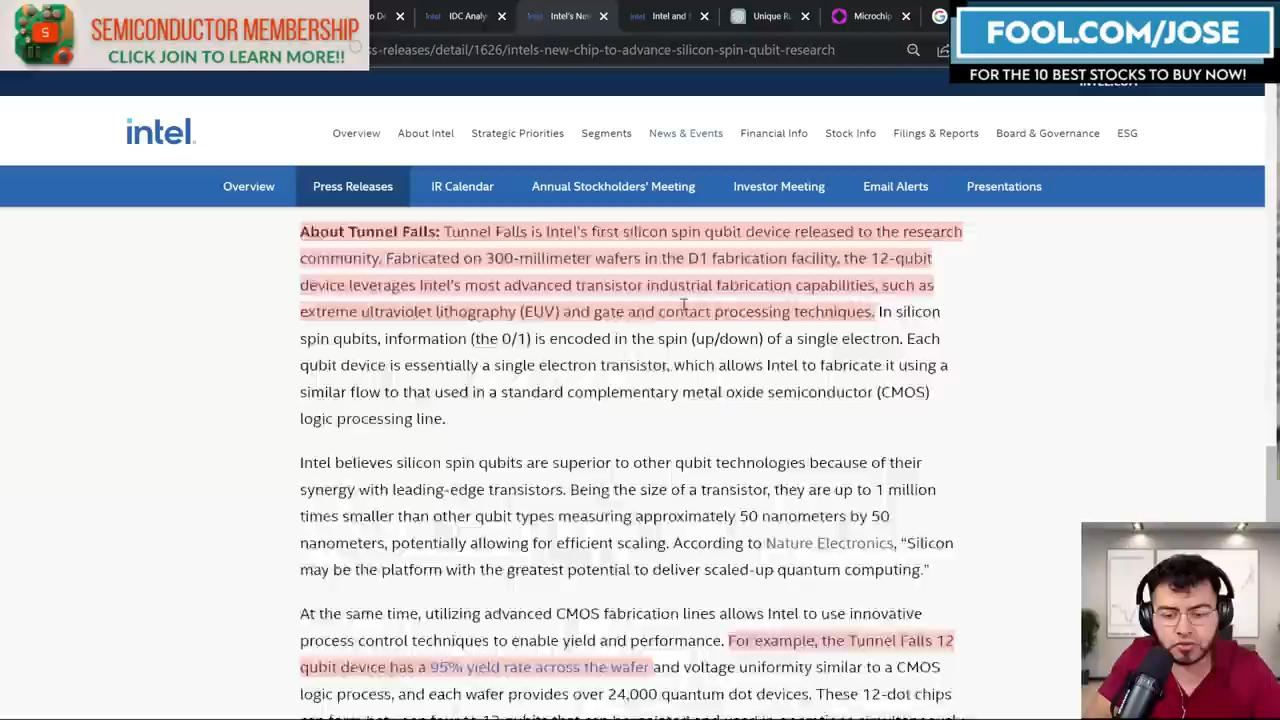 SEMICONDUCTOR MEMBERSHIP
CLICK JOIN TO LEARN MORE!!
IDC Analy
Intel's Nev
Intel and
Unique Ru
Microchip
FOOL.COM/JOSE
FOR THE 10 BEST STOCKS TO BUY NOW!
ss-releases/detail/1626/intels-new-chip-to-advance-silicon-spin-qubit-research
INTEL.COM
intel.
Overview About Intel Strategic Priorities Segments News & Events Financial Info Stock Info Filings & Reports Board & Governance ESG
Overview Press Releases IR Calendar Annual Stockholders' Meeting Investor Meeting Email Alerts Presentations
About Tunnel Falls: Tunnel Falls is Intel's first silicon spin qubit device released to the research
community. Fabricated on 300-millimeter wafers in the D1 fabrication facility, the 12-qubit
device leverages Intel's most advanced transistor industrial fabrication capabilities, such as
extreme ultraviolet lithography (EUV) and gate and contact processing techniques. In silicon
spin qubits, information (the 0/1) is encoded in the spin (up/down) of a single electron. Each
qubit device is essentially a single electron transistor, which allows Intel to fabricate it using a
similar flow to that used in a standard complementary metal oxide semiconductor (CMOS)
logic processing line.
Intel believes silicon spin qubits are superior to other qubit technologies because of their
synergy with leading-edge transistors. Being the size of a transistor, they are up to 1 million
times smaller than other qubit types measuring approximately 50 nanometers by 50
nanometers, potentially allowing for efficient scaling. According to Nature Electronics, “Silicon
may be the platform with the greatest potential to deliver scaled-up quantum computing.”
At the same time, utilizing advanced CMOS fabrication lines allows Intel to use innovative
process control techniques to enable yield and performance. For example, the Tunnel Falls 12
qubit device has a 95% yield rate across the wafer and voltage uniformity similar to a CMOS
logic process, and each wafer provides over 24,000 quantum dot devices. These 12-dot chips